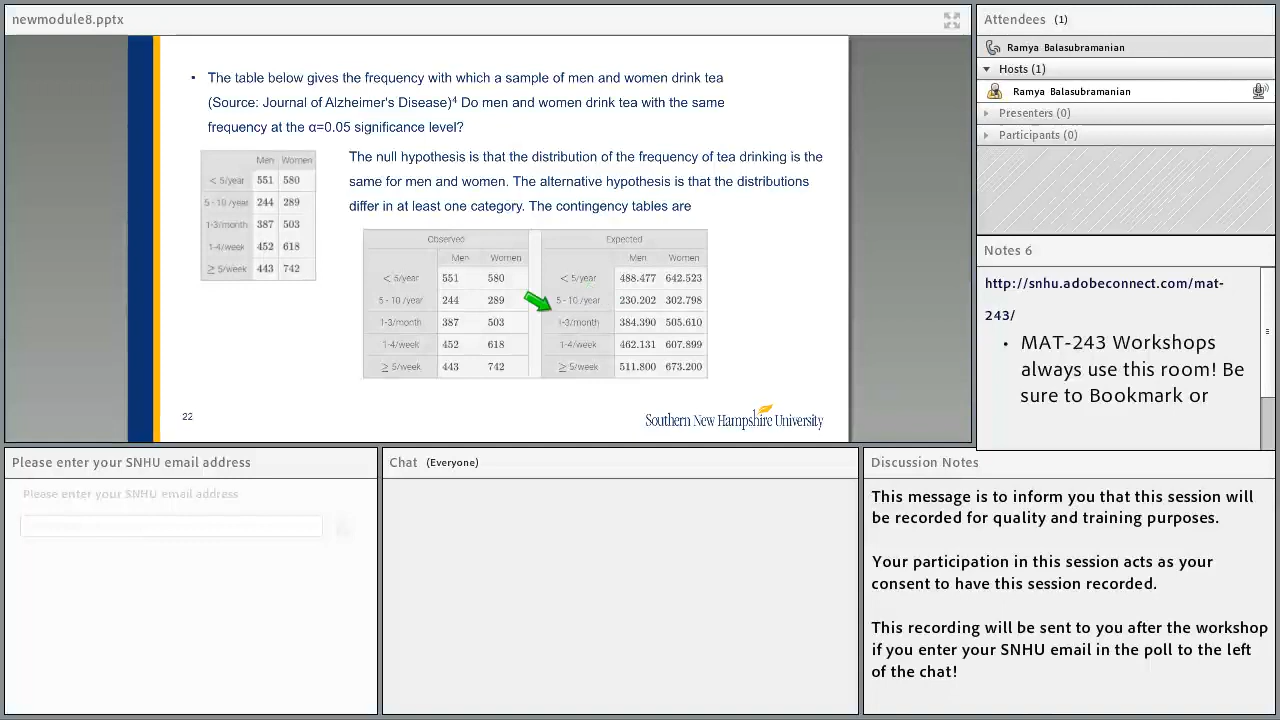 newmodule8.pptx
• The table below gives the frequency with which a sample of men and women drink tea
(Source: Journal of Alzheimer's Disease)⁴ Do men and women drink tea with the same
frequency at the α=0.05 significance level?
Men Women
< 5/year 551 580
5 - 10 /year 244 289
1-3/month 387 503
1-4/week 452 618
≥ 5/week 443 742
The null hypothesis is that the distribution of the frequency of tea drinking is the
same for men and women. The alternative hypothesis is that the distributions
differ in at least one category. The contingency tables are
Observed Expected
Men Women Men Women
< 5/year 551 580 < 5/year 488.477 642.523
5 - 10 /year 244 289 5 - 10 /year 230.202 302.798
1-3/month 387 503 1-3/month 384.390 505.610
1-4/week 452 618 1-4/week 462.131 607.899
≥ 5/week 443 742 ≥ 5/week 511.800 673.200
22
Southern New Hampshire University
Attendees (1)
Ramya Balasubramanian
Hosts (1)
Ramya Balasubramanian
Presenters (0)
Participants (0)
Notes 6
http://snhu.adobeconnect.com/mat-
243/
• MAT-243 Workshops
always use this room! Be
sure to Bookmark or
Please enter your SNHU email address
Please enter your SNHU email address
Chat (Everyone)
Discussion Notes
This message is to inform you that this session will
be recorded for quality and training purposes.
Your participation in this session acts as your
consent to have this session recorded.
This recording will be sent to you after the workshop
if you enter your SNHU email in the poll to the left
of the chat!